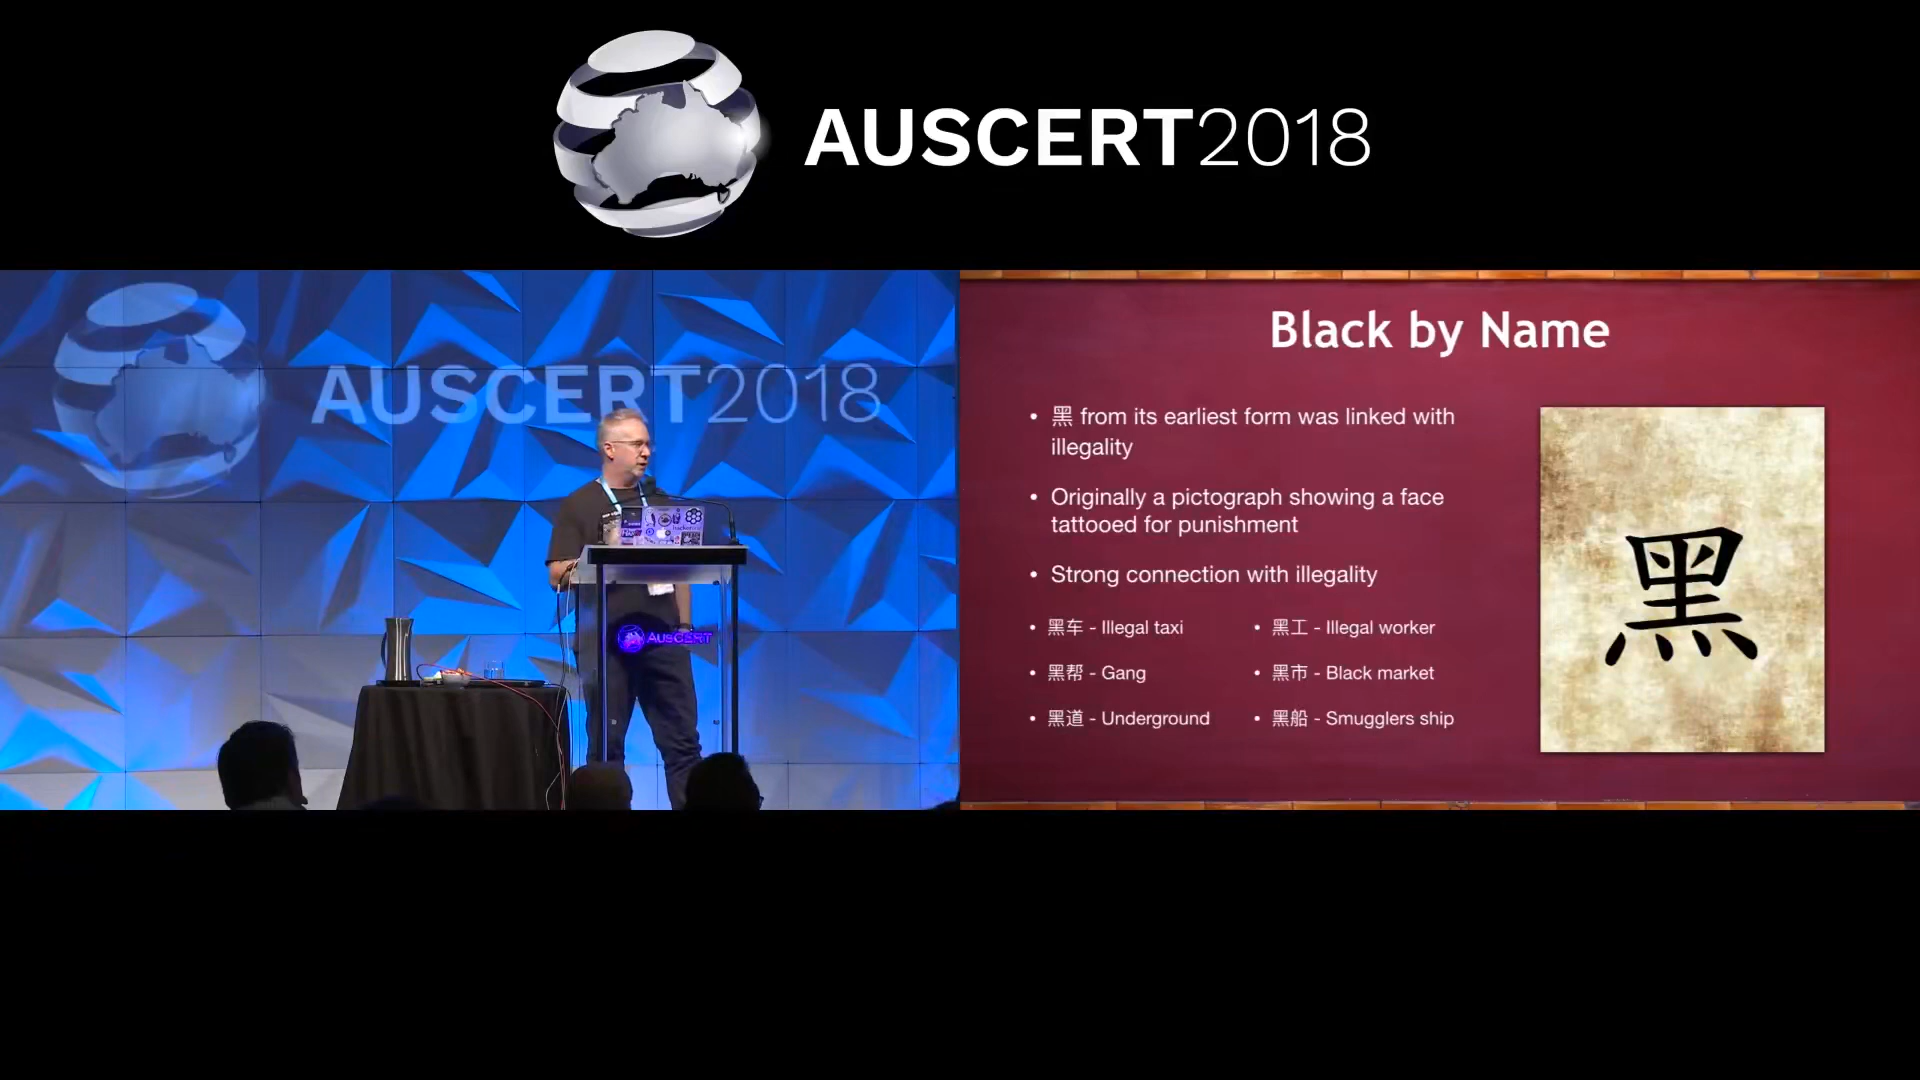 AUSCERT2018
AUSCERT2018
AUSCERT
Black by Name
• 黑 from its earliest form was linked with
illegality
• Originally a pictograph showing a face
tattooed for punishment
• Strong connection with illegality
• 黑车 - Illegal taxi
• 黑工 - Illegal worker
• 黑帮 - Gang
• 黑市 - Black market
• 黑道 - Underground
• 黑船 - Smugglers ship
黑